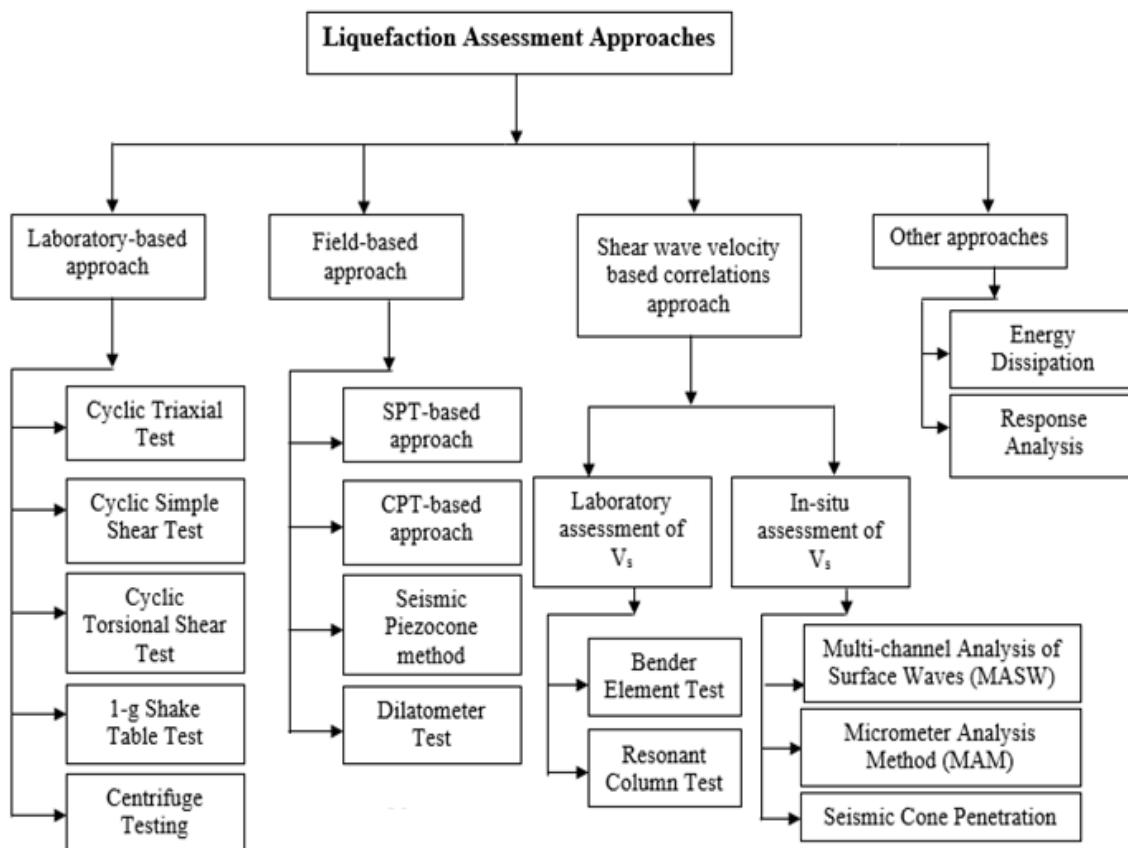 Liquefaction Assessment Approaches
Laboratory-based
approach
Field-based
approach
Shear wave velocity
based correlations
approach
Other approaches
Cyclic Triaxial
Test
Cyclic Simple
Shear Test
Cyclic
Torsional Shear
Test
1-g Shake
Table Test
Centrifuge
Testing
SPT-based
approach
CPT-based
approach
Seismic
Piezocone
method
Dilatometer
Test
Laboratory
assessment of
Vₛ
Bender
Element Test
Resonant
Column Test
In-situ
assessment of
Vₛ
Multi-channel Analysis of
Surface Waves (MASW)
Micrometer Analysis
Method (MAM)
Seismic Cone Penetration
Energy
Dissipation
Response
Analysis